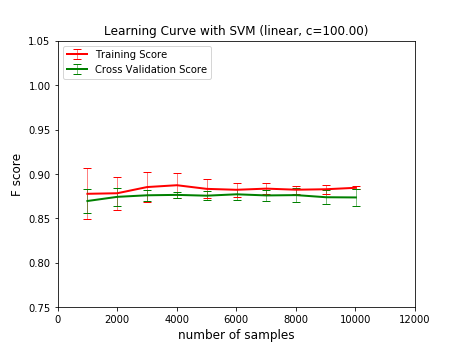 Learning Curve with SVM (linear, c=100.00)
1.05
Training Score
Cross Validation Score
1.00
0.95
0.90
0.85
0.80
0.75
F score
0 2000 4000 6000 8000 10000 12000
number of samples